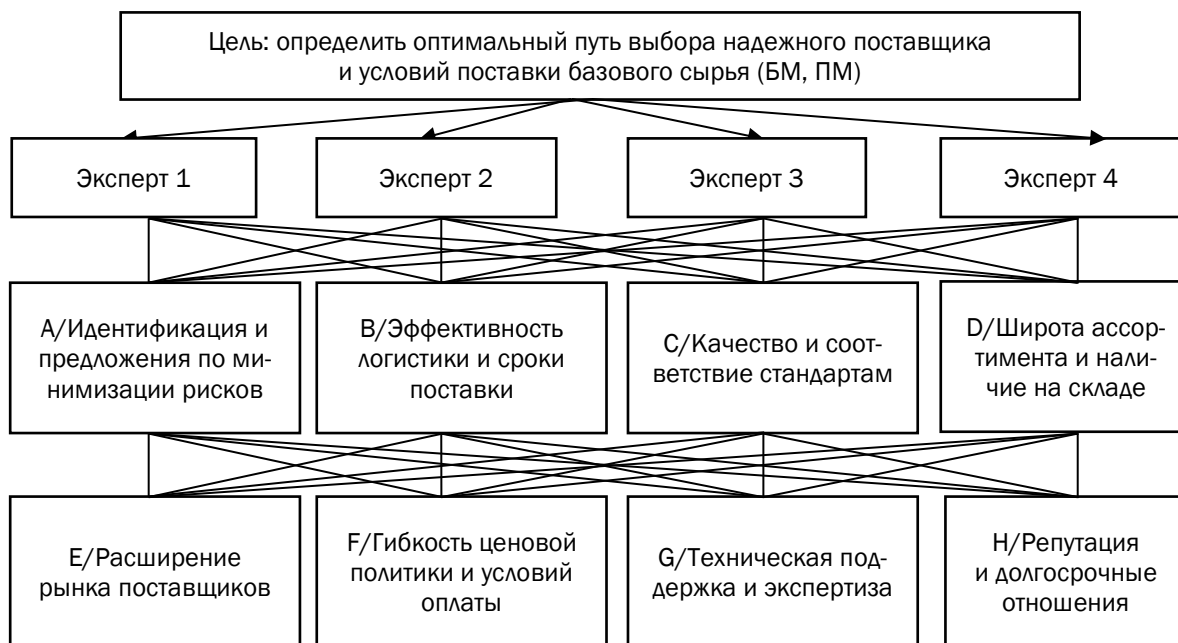 Цель: определить оптимальный путь выбора надежного поставщика
и условий поставки базового сырья (БМ, ПМ)
Эксперт 1
Эксперт 2
Эксперт 3
Эксперт 4
A/Идентификация и
предложения по ми-
нимизации рисков
B/Эффективность
логистики и сроки
поставки
C/Качество и соот-
ветствие стандартам
D/Широта ассор-
тимента и нали-
чие на складе
E/Расширение
рынка поставщиков
F/Гибкость ценовой
политики и условий
оплаты
G/Техническая под-
держка и экспертиза
H/Репутация
и долгосрочные
отношения